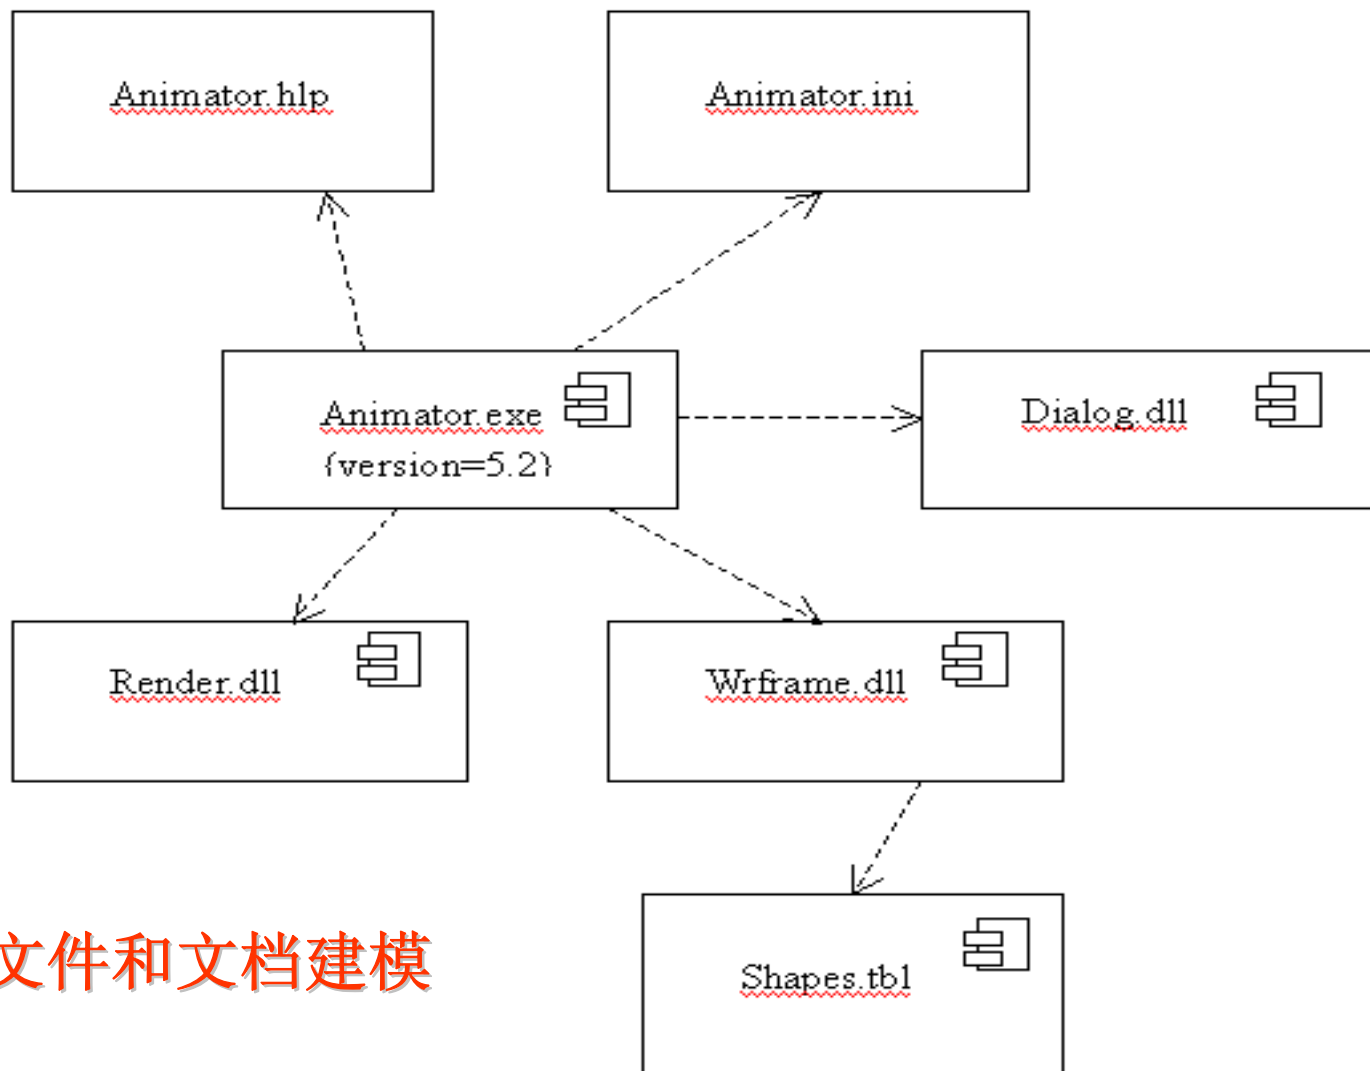 Animator.hlp
Animator.ini
Animator.exe
{version=5.2}
Dialog.dll
Render.dll
Wrframe.dll
文件和文档建模
Shapes.tbl